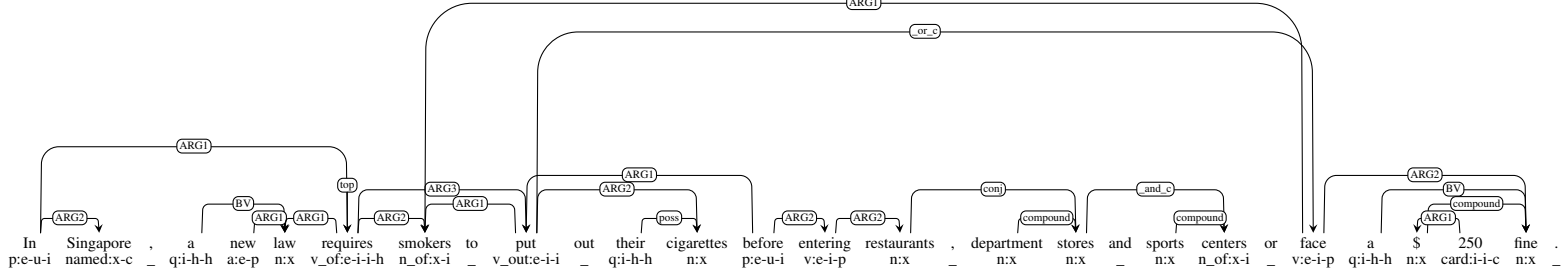 ARG1
_or_c
ARG1
top
ARG3 ARG1 ARG2 conj _and_c ARG2
BV BV
ARG2 ARG1 ARG1 ARG2 ARG1 poss ARG2 ARG2 compound compound ARG1 compound
In Singapore , a new law requires smokers to put out their cigarettes before entering restaurants , department stores and sports centers or face a $ 250 fine .
p:e-u-i named:x-c _ q:i-h-h a:e-p n:x v_of:e-i-i-h n_of:x-i _ v_out:e-i-i _ q:i-h-h n:x p:e-u-i v:e-i-p n:x _ n:x n:x _ n:x n_of:x-i _ v:e-i-p q:i-h-h n:x card:i-i-c n:x _